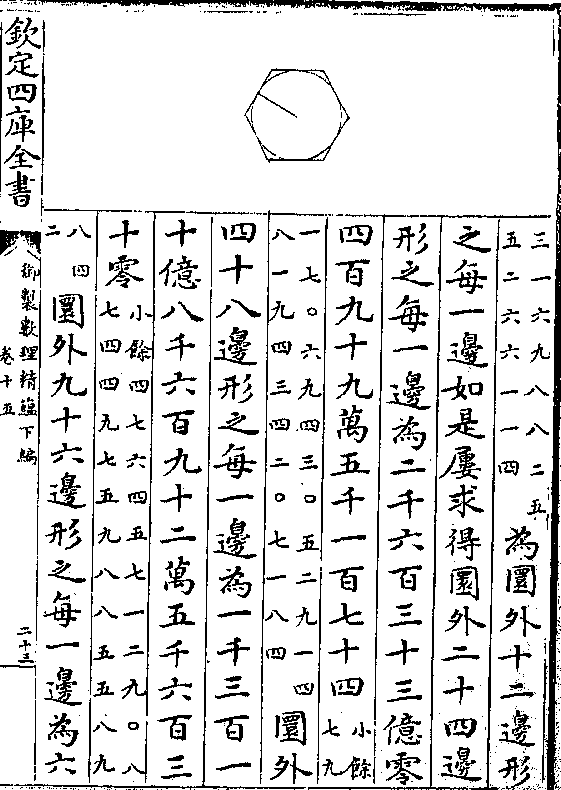 三一六九八八二五
五二六六一一四
為圜外十二邊形
之每一邊如是屢求得圜外二十四邊
形之每一邊為二千六百三十三億零
四百九十九萬五千一百七十四
小餘
七九
一七〇六九四三〇五二九一四
八一九四三四二〇七一八四
圜外
四十八邊形之每一邊為一千三百一
十億八千六百九十二萬五千六百三
十零
小餘四七六四五七一二九〇八
七四四九七五九八八五五八九
八四
二
圜外九十六邊形之每一邊為六
欽定四庫全書
御製數理精蘊下編
卷十五
二十三